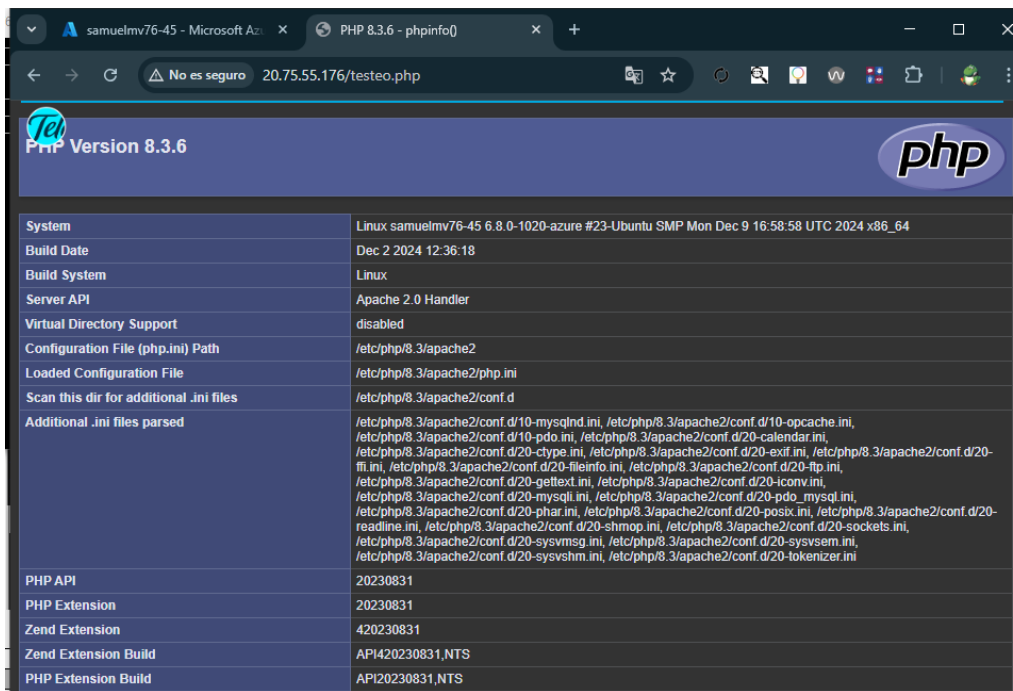 samuelmv76-45 - Microsoft Az
PHP 8.3.6 - phpinfo()
No es seguro 20.75.55.176/testeo.php
Tel
PHP Version 8.3.6
php
System Linux samuelmv76-45 6.8.0-1020-azure #23-Ubuntu SMP Mon Dec 9 16:58:58 UTC 2024 x86_64
Build Date Dec 2 2024 12:36:18
Build System Linux
Server API Apache 2.0 Handler
Virtual Directory Support disabled
Configuration File (php.ini) Path /etc/php/8.3/apache2
Loaded Configuration File /etc/php/8.3/apache2/php.ini
Scan this dir for additional .ini files /etc/php/8.3/apache2/conf.d
Additional .ini files parsed /etc/php/8.3/apache2/conf.d/10-mysqlnd.ini, /etc/php/8.3/apache2/conf.d/10-opcache.ini,
/etc/php/8.3/apache2/conf.d/10-pdo.ini, /etc/php/8.3/apache2/conf.d/20-calendar.ini,
/etc/php/8.3/apache2/conf.d/20-ctype.ini, /etc/php/8.3/apache2/conf.d/20-exif.ini, /etc/php/8.3/apache2/conf.d/20-
ffi.ini, /etc/php/8.3/apache2/conf.d/20-fileinfo.ini, /etc/php/8.3/apache2/conf.d/20-ftp.ini,
/etc/php/8.3/apache2/conf.d/20-gettext.ini, /etc/php/8.3/apache2/conf.d/20-iconv.ini,
/etc/php/8.3/apache2/conf.d/20-mysqli.ini, /etc/php/8.3/apache2/conf.d/20-pdo_mysql.ini,
/etc/php/8.3/apache2/conf.d/20-phar.ini, /etc/php/8.3/apache2/conf.d/20-posix.ini, /etc/php/8.3/apache2/conf.d/20-
readline.ini, /etc/php/8.3/apache2/conf.d/20-shmop.ini, /etc/php/8.3/apache2/conf.d/20-sockets.ini,
/etc/php/8.3/apache2/conf.d/20-sysvmsg.ini, /etc/php/8.3/apache2/conf.d/20-sysvsem.ini,
/etc/php/8.3/apache2/conf.d/20-sysvshm.ini, /etc/php/8.3/apache2/conf.d/20-tokenizer.ini
PHP API 20230831
PHP Extension 20230831
Zend Extension 420230831
Zend Extension Build API420230831,NTS
PHP Extension Build API20230831,NTS